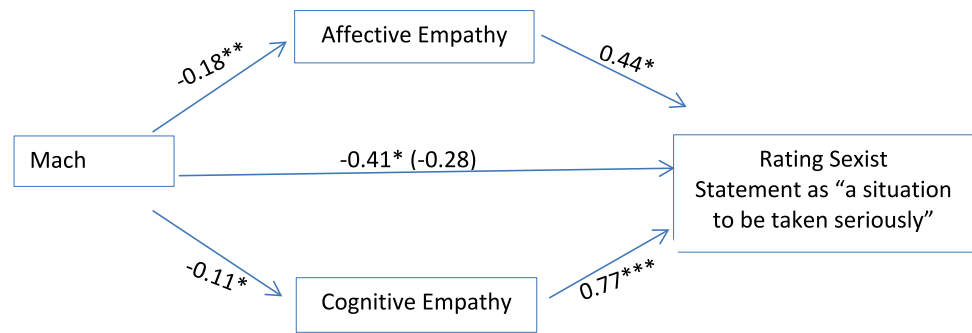 Affective Empathy
-0.18**
0.44*
Mach
-0.41* (-0.28)
Rating Sexist
Statement as “a situation
to be taken seriously”
-0.11*
0.77***
Cognitive Empathy